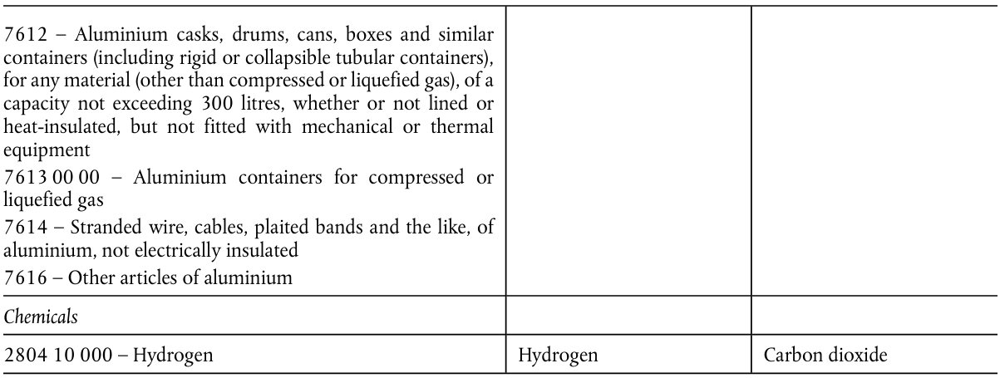 7612 – Aluminium casks, drums, cans, boxes and similar
containers (including rigid or collapsible tubular containers),
for any material (other than compressed or liquefied gas), of a
capacity not exceeding 300 litres, whether or not lined or
heat-insulated, but not fitted with mechanical or thermal
equipment
7613 00 00 – Aluminium containers for compressed or
liquefied gas
7614 – Stranded wire, cables, plaited bands and the like, of
aluminium, not electrically insulated
7616 – Other articles of aluminium
Chemicals
2804 10 000 – Hydrogen Hydrogen Carbon dioxide